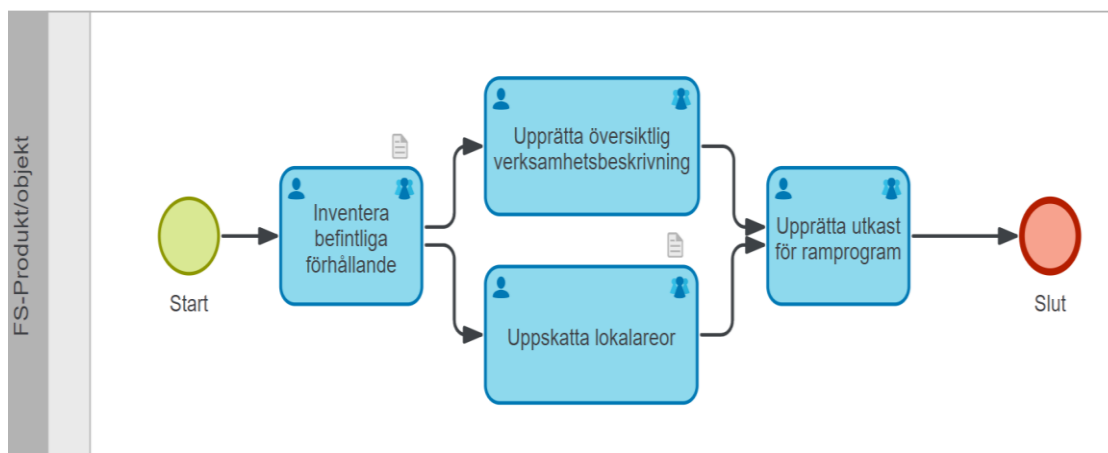 FS-Produkt/objekt
Start
Inventera
befintliga
förhållande
Upprätta översiktlig
verksamhetsbeskrivning
Uppskatta lokalareor
Upprätta utkast
för ramprogram
Slut